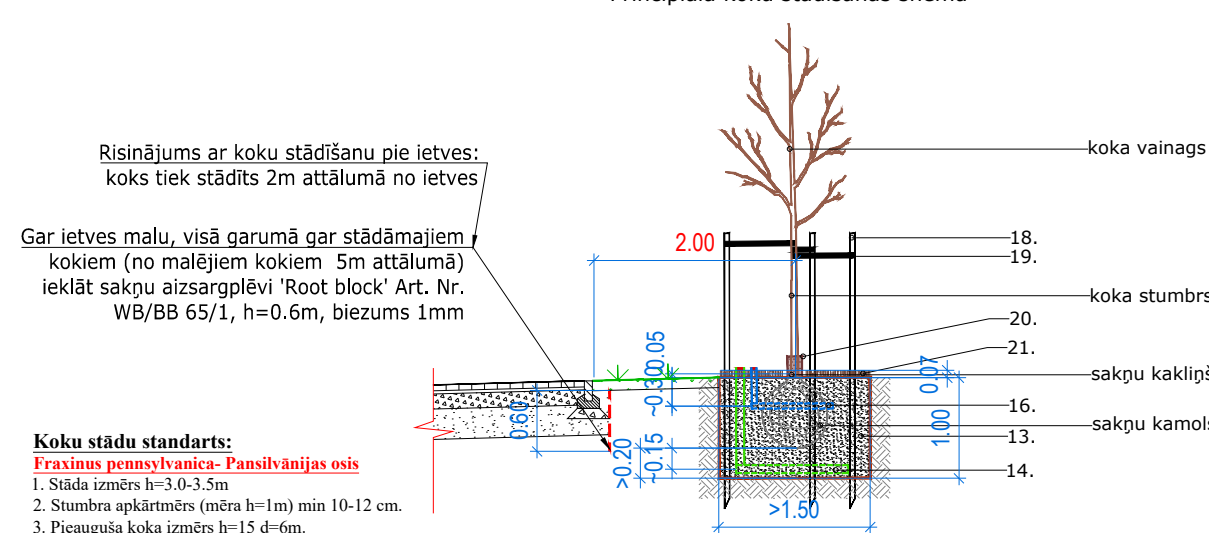 Risinājums ar koku stādīšanu pie ietves:
koks tiek stādīts 2m attālumā no ietves
Gar ietves malu, visā garumā gar stādāmajiem
kokiem (no malējiem kokiem 5m attālumā)
ieklāt sakņu aizsargplēvi 'Root block' Art. Nr.
WB/BB 65/1, h=0.6m, biezums 1mm
koka vainags
2.00
18.
19.
koka stumbrs
20.
21.
0.05
~0.30
0.07
sakņu kakliņš
16.
sakņu kamols
13.
14.
0.60
>0.20
~0.15
1.00
>1.50
Koku stādu standarts:
Fraxinus pennsylvanica- Pansilvānijas osis
1. Stāda izmērs h=3.0-3.5m
2. Stumbra apkārtmērs (mēra h=1m) min 10-12 cm.
3. Pieauguša koka izmērs h=15 d=6m.